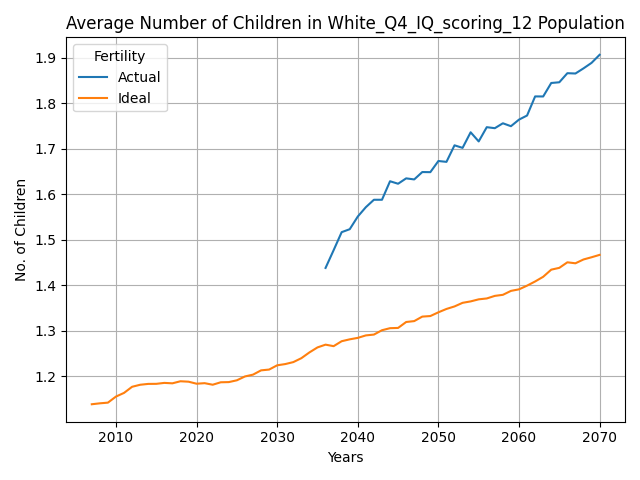 Average Number of Children in White_Q4_IQ_scoring_12 Population
Fertility
Actual
Ideal
No. of Children
1.9
1.8
1.7
1.6
1.5
1.4
1.3
1.2
2010 2020 2030 2040 2050 2060 2070
Years